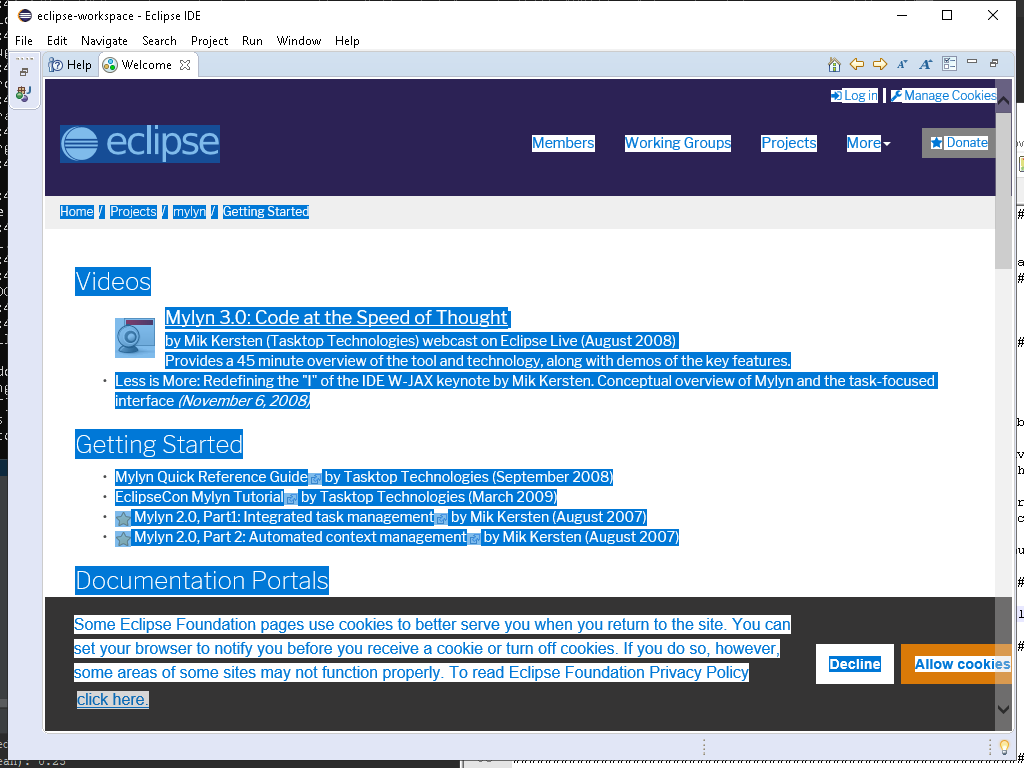 eclipse-workspace - Eclipse IDE
File Edit Navigate Search Project Run Window Help
Help Welcome
Log in Manage Cookies
eclipse
Members Working Groups Projects More Donate
Home / Projects / mylyn / Getting Started
Videos
Mylyn 3.0: Code at the Speed of Thought
by Mik Kersten (Tasktop Technologies) webcast on Eclipse Live (August 2008)
Provides a 45 minute overview of the tool and technology, along with demos of the key features.
Less is More: Redefining the "I" of the IDE W-JAX keynote by Mik Kersten. Conceptual overview of Mylyn and the task-focused
interface (November 6, 2008)
Getting Started
Mylyn Quick Reference Guide by Tasktop Technologies (September 2008)
EclipseCon Mylyn Tutorial by Tasktop Technologies (March 2009)
Mylyn 2.0, Part1: Integrated task management by Mik Kersten (August 2007)
Mylyn 2.0, Part 2: Automated context management by Mik Kersten (August 2007)
Documentation Portals
Some Eclipse Foundation pages use cookies to better serve you when you return to the site. You can
set your browser to notify you before you receive a cookie or turn off cookies. If you do so, however,
some areas of some sites may not function properly. To read Eclipse Foundation Privacy Policy
click here.
Decline Allow cookies